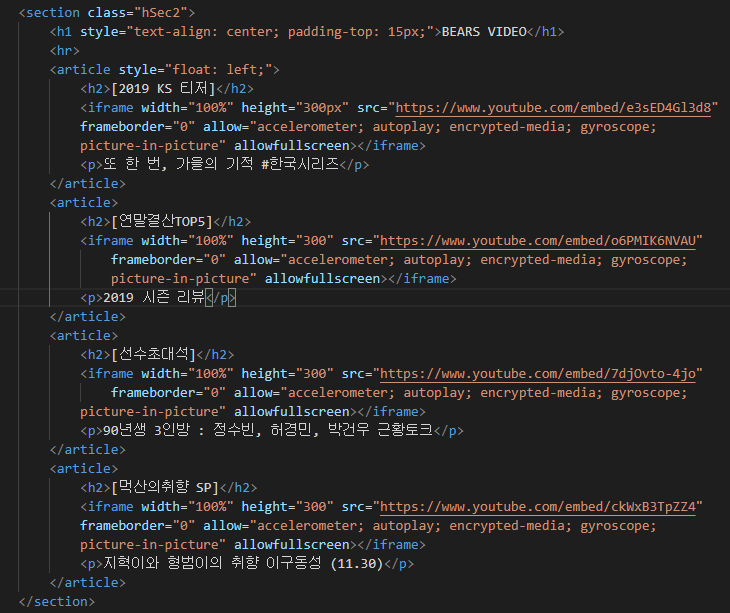 <section class="hSec2">
<h1 style="text-align: center; padding-top: 15px;">BEARS VIDEO</h1>
<hr>
<article style="float: left;">
<h2>[2019 KS 티저]</h2>
<iframe width="100%" height="300px" src="https://www.youtube.com/embed/e3sED4Gl3d8"
frameborder="0" allow="accelerometer; autoplay; encrypted-media; gyroscope;
picture-in-picture" allowfullscreen></iframe>
<p>또 한 번, 가을의 기적 #한국시리즈</p>
</article>
<article>
<h2>[연말결산TOP5]</h2>
<iframe width="100%" height="300" src="https://www.youtube.com/embed/o6PMIK6NVAU"
frameborder="0" allow="accelerometer; autoplay; encrypted-media; gyroscope;
picture-in-picture" allowfullscreen></iframe>
<p>2019 시즌 리뷰</p>
</article>
<article>
<h2>[선수초대석]</h2>
<iframe width="100%" height="300" src="https://www.youtube.com/embed/7djOvto-4jo"
frameborder="0" allow="accelerometer; autoplay; encrypted-media; gyroscope;
picture-in-picture" allowfullscreen></iframe>
<p>90년생 3인방 : 정수빈, 허경민, 박건우 근황토크</p>
</article>
<article>
<h2>[먹산의취향 SP]</h2>
<iframe width="100%" height="300" src="https://www.youtube.com/embed/ckWxB3TpZZ4"
frameborder="0" allow="accelerometer; autoplay; encrypted-media; gyroscope;
picture-in-picture" allowfullscreen></iframe>
<p>지혁이와 형범이의 취향 이구동성 (11.30)</p>
</article>
</section>